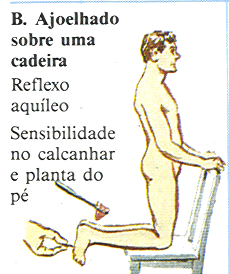 B. Ajoelhado
sobre uma
cadeira
Reflexo
aquíleo
Sensibilidade
no calcanhar
e planta do
pé